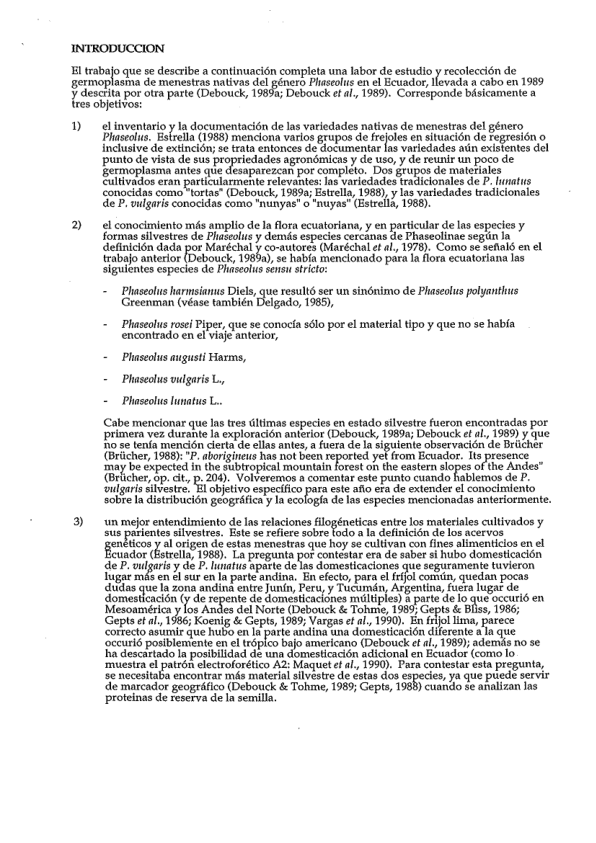 INTRODUCCION
El trabajo que se describe a continuación completa una labor de estudio y recolección de
germoplasma de menestras nativas del género Phaseolus en el Ecuador, llevada a cabo en 1989
y descrita por otra parte (Debouck, 1989a; Debouck et al., 1989). Corresponde básicamente a
tres objetivos:
1) el inventario y la documentación de las variedades nativas de menestras del género
Phaseolus. Estrella (1988) menciona varios grupos de frejoles en situación de regresión o
inclusive de extinción; se trata entonces de documentar las variedades aún existentes del
punto de vista de sus propiedades agronómicas y de uso, y de reunir un poco de
germoplasma antes que desaparezcan por completo. Dos grupos de materiales
cultivados eran particularmente relevantes: las variedades tradicionales de P. lunatus
conocidas como "tortas" (Debouck, 1989a; Estrella, 1988), y las variedades tradicionales
de P. vulgaris conocidas como "nunyas" o "nuyas" (Estrella, 1988).
2) el conocimiento más amplio de la flora ecuatoriana, y en particular de las especies y
formas silvestres de Phaseolus y demás especies cercanas de Phaseolinae según la
definición dada por Maréchal y co-autores (Maréchal et al., 1978). Como se señaló en el
trabajo anterior (Debouck, 1989a), se había mencionado para la flora ecuatoriana las
siguientes especies de Phaseolus sensu stricto:
- Phaseolus harmsianus Diels, que resultó ser un sinónimo de Phaseolus polyanthus
Greenman (véase también Delgado, 1985),
- Phaseolus rosei Piper, que se conocía sólo por el material tipo y que no se había
encontrado en el viaje anterior,
- Phaseolus augusti Harms,
- Phaseolus vulgaris L.,
- Phaseolus lunatus L..
Cabe mencionar que las tres últimas especies en estado silvestre fueron encontradas por
primera vez durante la exploración anterior (Debouck, 1989a; Debouck et al., 1989) y que
no se tenía mención cierta de ellas antes, a fuera de la siguiente observación de Brücher
(Brücher, 1988): "P. aborigineus has not been reported yet from Ecuador. Its presence
may be expected in the subtropical mountain forest on the eastern slopes of the Andes"
(Brücher, op. cit., p. 204). Volveremos a comentar este punto cuando hablemos de P.
vulgaris silvestre. El objetivo específico para este año era de extender el conocimiento
sobre la distribución geográfica y la ecología de las especies mencionadas anteriormente.
3) un mejor entendimiento de las relaciones filogéneticas entre los materiales cultivados y
sus parientes silvestres. Este se refiere sobre todo a la definición de los acervos
genéticos y al origen de estas menestras que hoy se cultivan con fines alimenticios en el
Ecuador (Estrella, 1988). La pregunta por contestar era de saber si hubo domesticación
de P. vulgaris y de P. lunatus aparte de las domesticaciones que seguramente tuvieron
lugar más en el sur en la parte andina. En efecto, para el fríjol común, quedan pocas
dudas que la zona andina entre Junín, Peru, y Tucumán, Argentina, fuera lugar de
domesticación (y de repente de domesticaciones múltiples) a parte de lo que occurió en
Mesoamérica y los Andes del Norte (Debouck & Tohme, 1989; Gepts & Bliss, 1986;
Gepts et al., 1986; Koenig & Gepts, 1989; Vargas et al., 1990). En fríjol lima, parece
correcto asumir que hubo en la parte andina una domesticación diferente a la que
occurió posiblemente en el trópico bajo americano (Debouck et al., 1989); además no se
ha descartado la posibilidad de una domesticación adicional en Ecuador (como lo
muestra el patrón electroforético A2: Maquet et al., 1990). Para contestar esta pregunta,
se necesitaba encontrar más material silvestre de estas dos especies, ya que puede servir
de marcador geográfico (Debouck & Tohme, 1989; Gepts, 1988) cuando se analizan las
proteinas de reserva de la semilla.